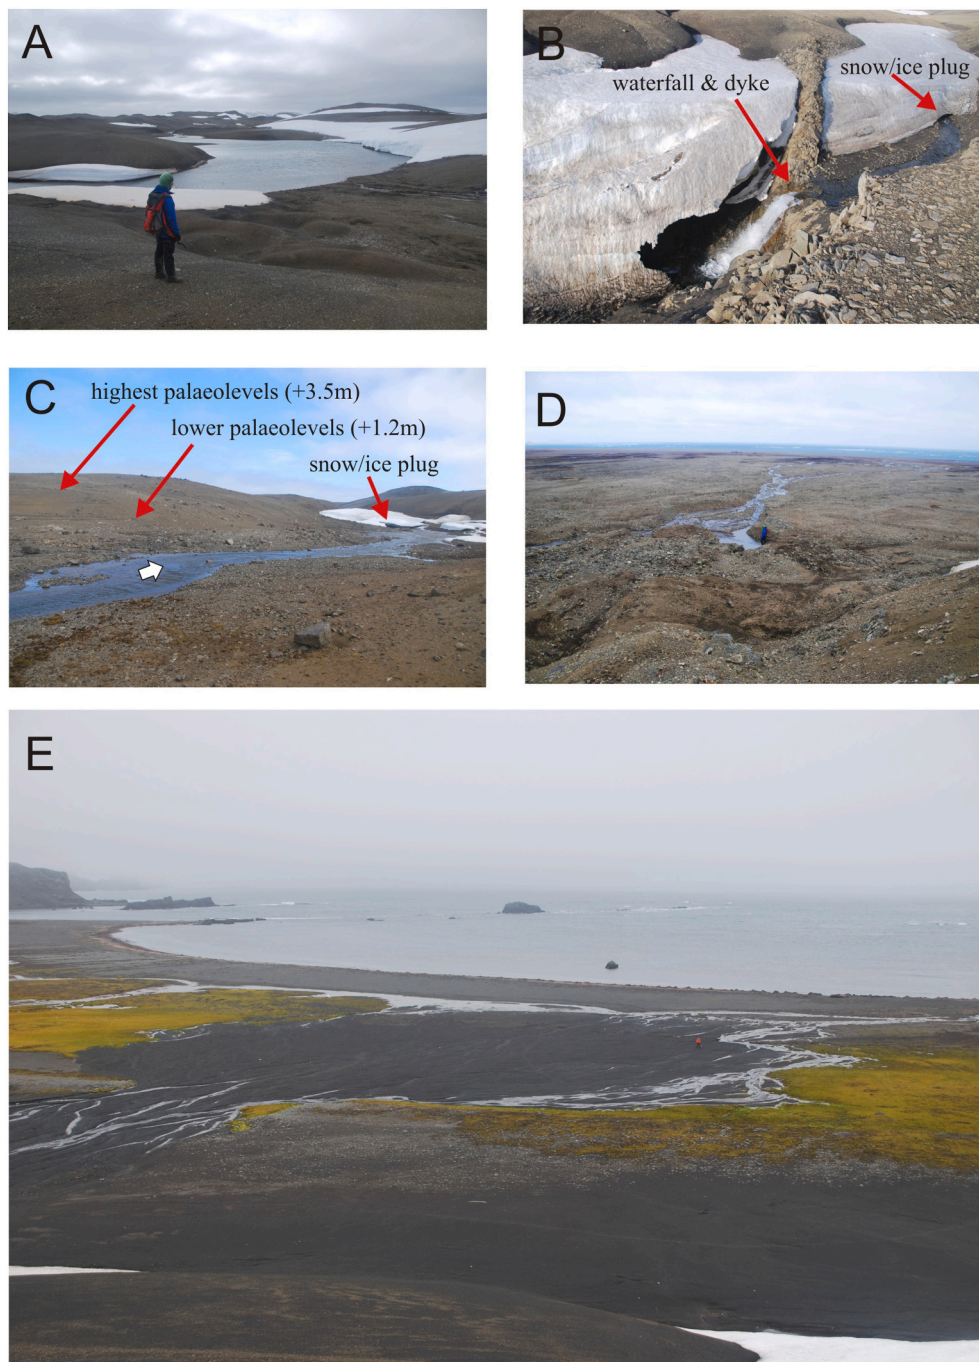 A
B
waterfall & dyke
snow/ice plug
C
highest palaeolevels (+3.5m)
lower palaeolevels (+1.2m)
snow/ice plug
D
E